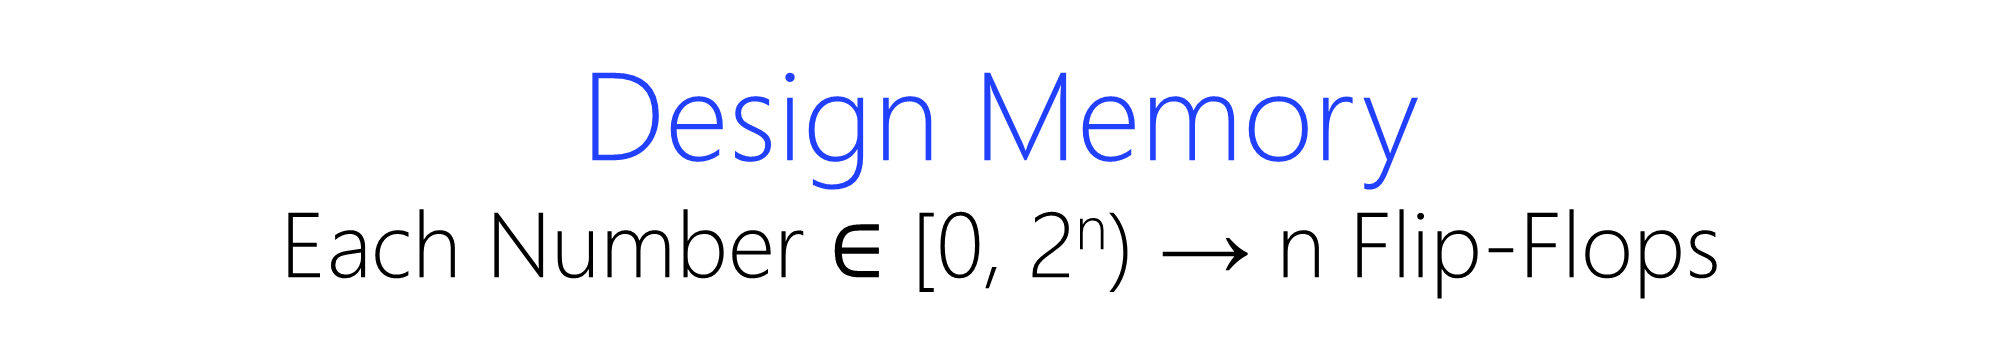 Design Memory
Each Number ∈ [0, 2ⁿ) → n Flip-Flops